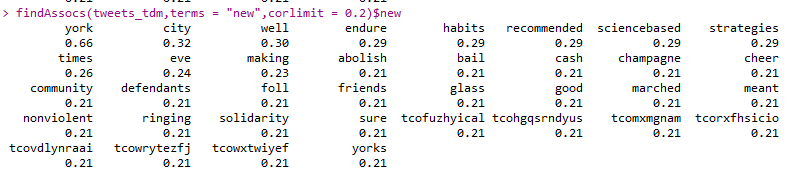 > findAssocs(tweets_tdm,terms = "new",corlimit = 0.2)$new
york city well endure habits recommended sciencebased strategies
0.66 0.32 0.30 0.29 0.29 0.29 0.29 0.29
times eve making abolish bail cash champagne cheer
0.26 0.24 0.23 0.21 0.21 0.21 0.21 0.21
community defendants foll friends glass good marched meant
0.21 0.21 0.21 0.21 0.21 0.21 0.21 0.21
nonviolent ringing solidarity sure tcofuzhyical tcohgqsrndyus tcomxmgnam tcorxfhsicio
0.21 0.21 0.21 0.21 0.21 0.21 0.21 0.21
tcovdlynraai tcowrytezfj tcowxtwiyef yorks
0.21 0.21 0.21 0.21